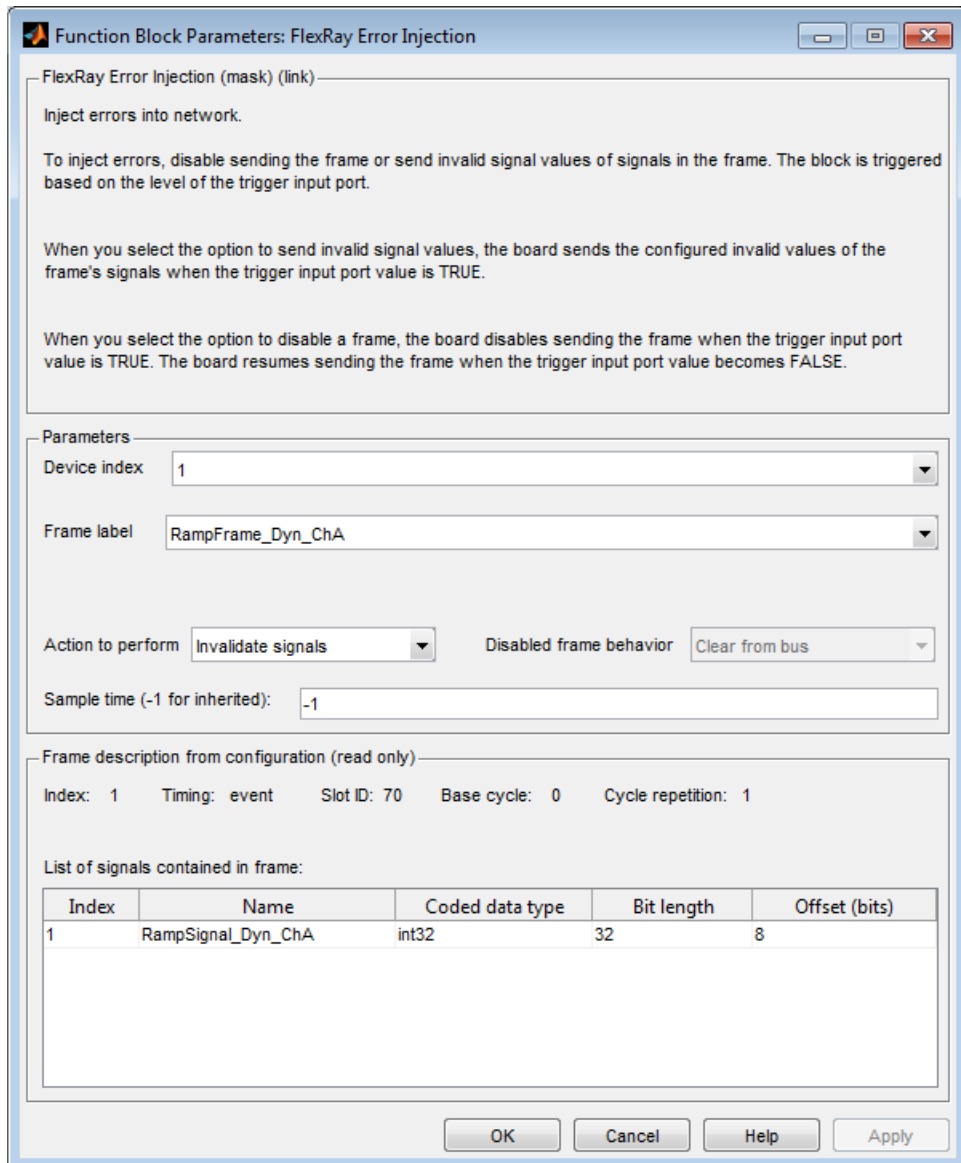 Function Block Parameters: FlexRay Error Injection
FlexRay Error Injection (mask) (link)
Inject errors into network.
To inject errors, disable sending the frame or send invalid signal values of signals in the frame. The block is triggered
based on the level of the trigger input port.
When you select the option to send invalid signal values, the board sends the configured invalid values of the
frame's signals when the trigger input port value is TRUE.
When you select the option to disable a frame, the board disables sending the frame when the trigger input port
value is TRUE. The board resumes sending the frame when the trigger input port value becomes FALSE.
Parameters
Device index 1
Frame label RampFrame_Dyn_ChA
Action to perform Invalidate signals Disabled frame behavior Clear from bus
Sample time (-1 for inherited): -1
Frame description from configuration (read only)
Index: 1 Timing: event Slot ID: 70 Base cycle: 0 Cycle repetition: 1
List of signals contained in frame:
Index Name Coded data type Bit length Offset (bits)
1 RampSignal_Dyn_ChA int32 32 8
OK Cancel Help Apply